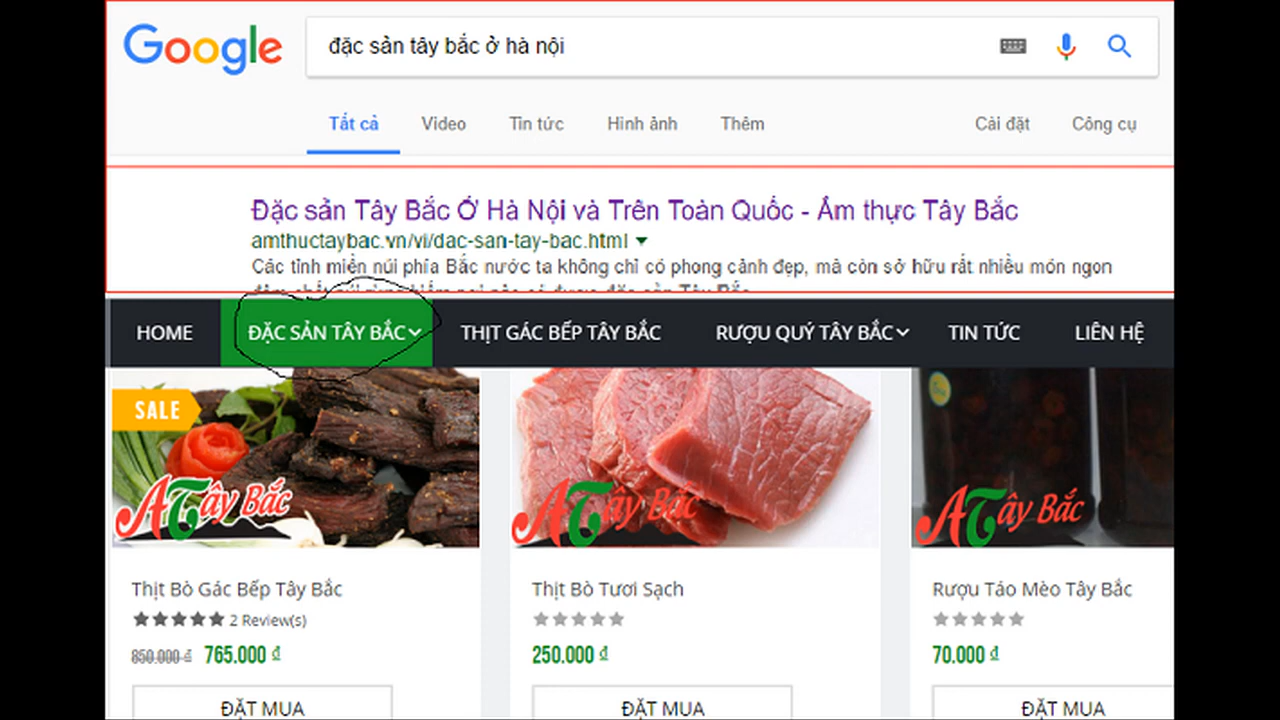 Google
đặc sản tây bắc ở hà nội
Tất cả Video Tin tức Hình ảnh Thêm Cài đặt Công cụ
Đặc sản Tây Bắc Ở Hà Nội và Trên Toàn Quốc - Ẩm thực Tây Bắc
amthuctaybac.vn/vi/dac-san-tay-bac.html
Các tỉnh miền núi phía Bắc nước ta không chỉ có phong cảnh đẹp, mà còn sở hữu rất nhiều món ngon
HOME ĐẶC SẢN TÂY BẮC THỊT GÁC BẾP TÂY BẮC RƯỢU QUÝ TÂY BẮC TIN TỨC LIÊN HỆ
SALE
ATây Bắc ATây Bắc ATây Bắc
Thịt Bò Gác Bếp Tây Bắc Thịt Bò Tươi Sạch Rượu Táo Mèo Tây Bắc
2 Review(s)
850.000 ₫ 765.000 ₫ 250.000 ₫ 70.000 ₫
ĐẶT MUA ĐẶT MUA ĐẶT MUA